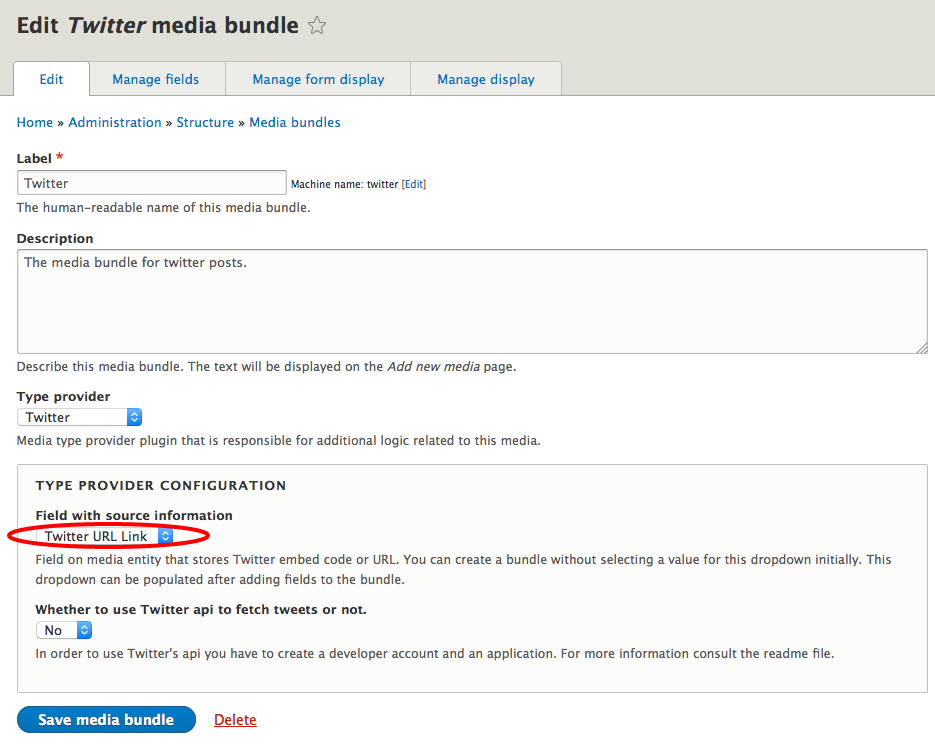 Edit Twitter media bundle
Edit Manage fields Manage form display Manage display
Home » Administration » Structure » Media bundles
Label *
Twitter Machine name: twitter [Edit]
The human-readable name of this media bundle.
Description
The media bundle for twitter posts.
Describe this media bundle. The text will be displayed on the Add new media page.
Type provider
Twitter
Media type provider plugin that is responsible for additional logic related to this media.
TYPE PROVIDER CONFIGURATION
Field with source information
Twitter URL Link
Field on media entity that stores Twitter embed code or URL. You can create a bundle without selecting a value for this dropdown initially. This
dropdown can be populated after adding fields to the bundle.
Whether to use Twitter api to fetch tweets or not.
No
In order to use Twitter's api you have to create a developer account and an application. For more information consult the readme file.
Save media bundle Delete